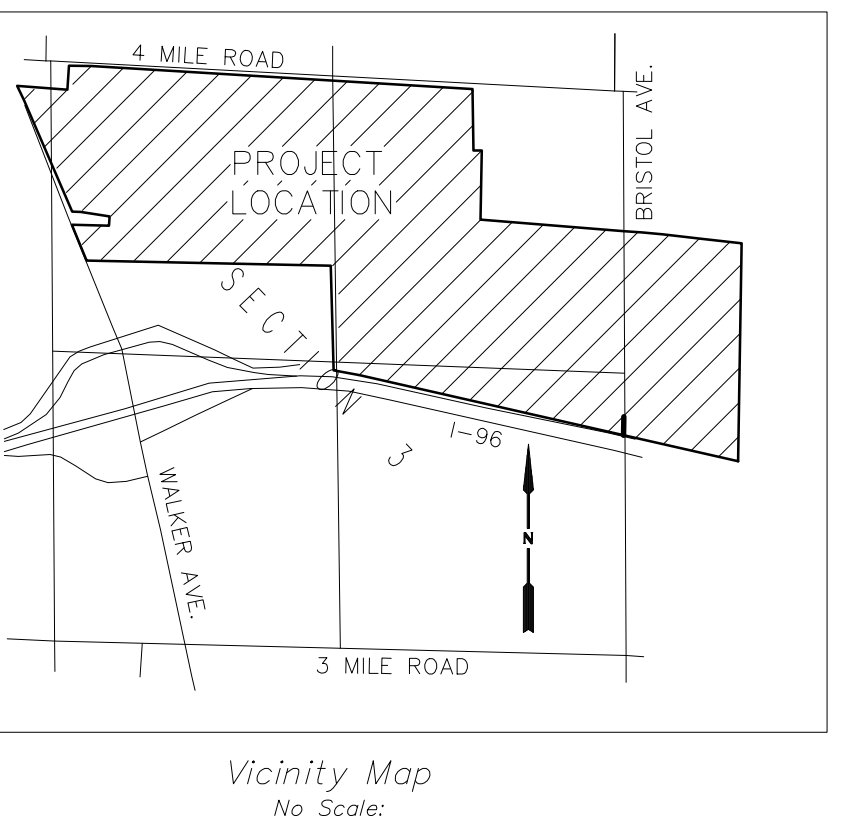 4 MILE ROAD
BRISTOL AVE.
PROJECT
LOCATION
SECTION 3
I-96
WALKER AVE.
N
3 MILE ROAD
Vicinity Map
No Scale: